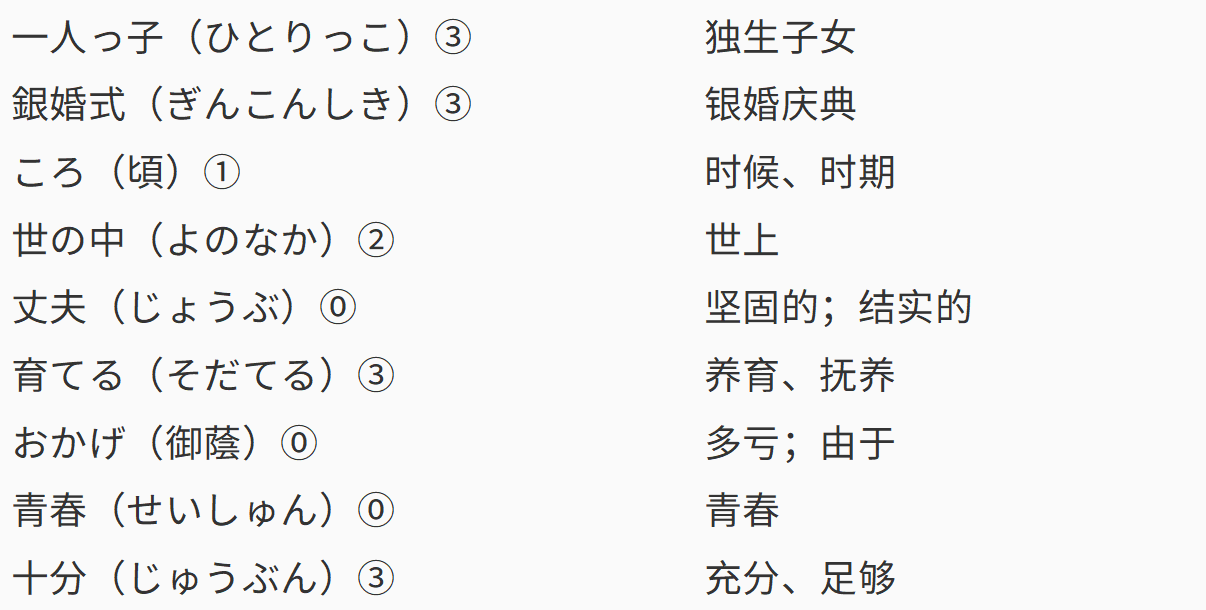 一人っ子（ひとりっこ）③ 独生子女
銀婚式（ぎんこんしき）③ 银婚庆典
ころ（頃）① 时候、时期
世の中（よのなか）② 世上
丈夫（じょうぶ）⓪ 坚固的；结实的
育てる（そだてる）③ 养育、抚养
おかげ（御蔭）⓪ 多亏；由于
青春（せいしゅん）⓪ 青春
十分（じゅうぶん）③ 充分、足够